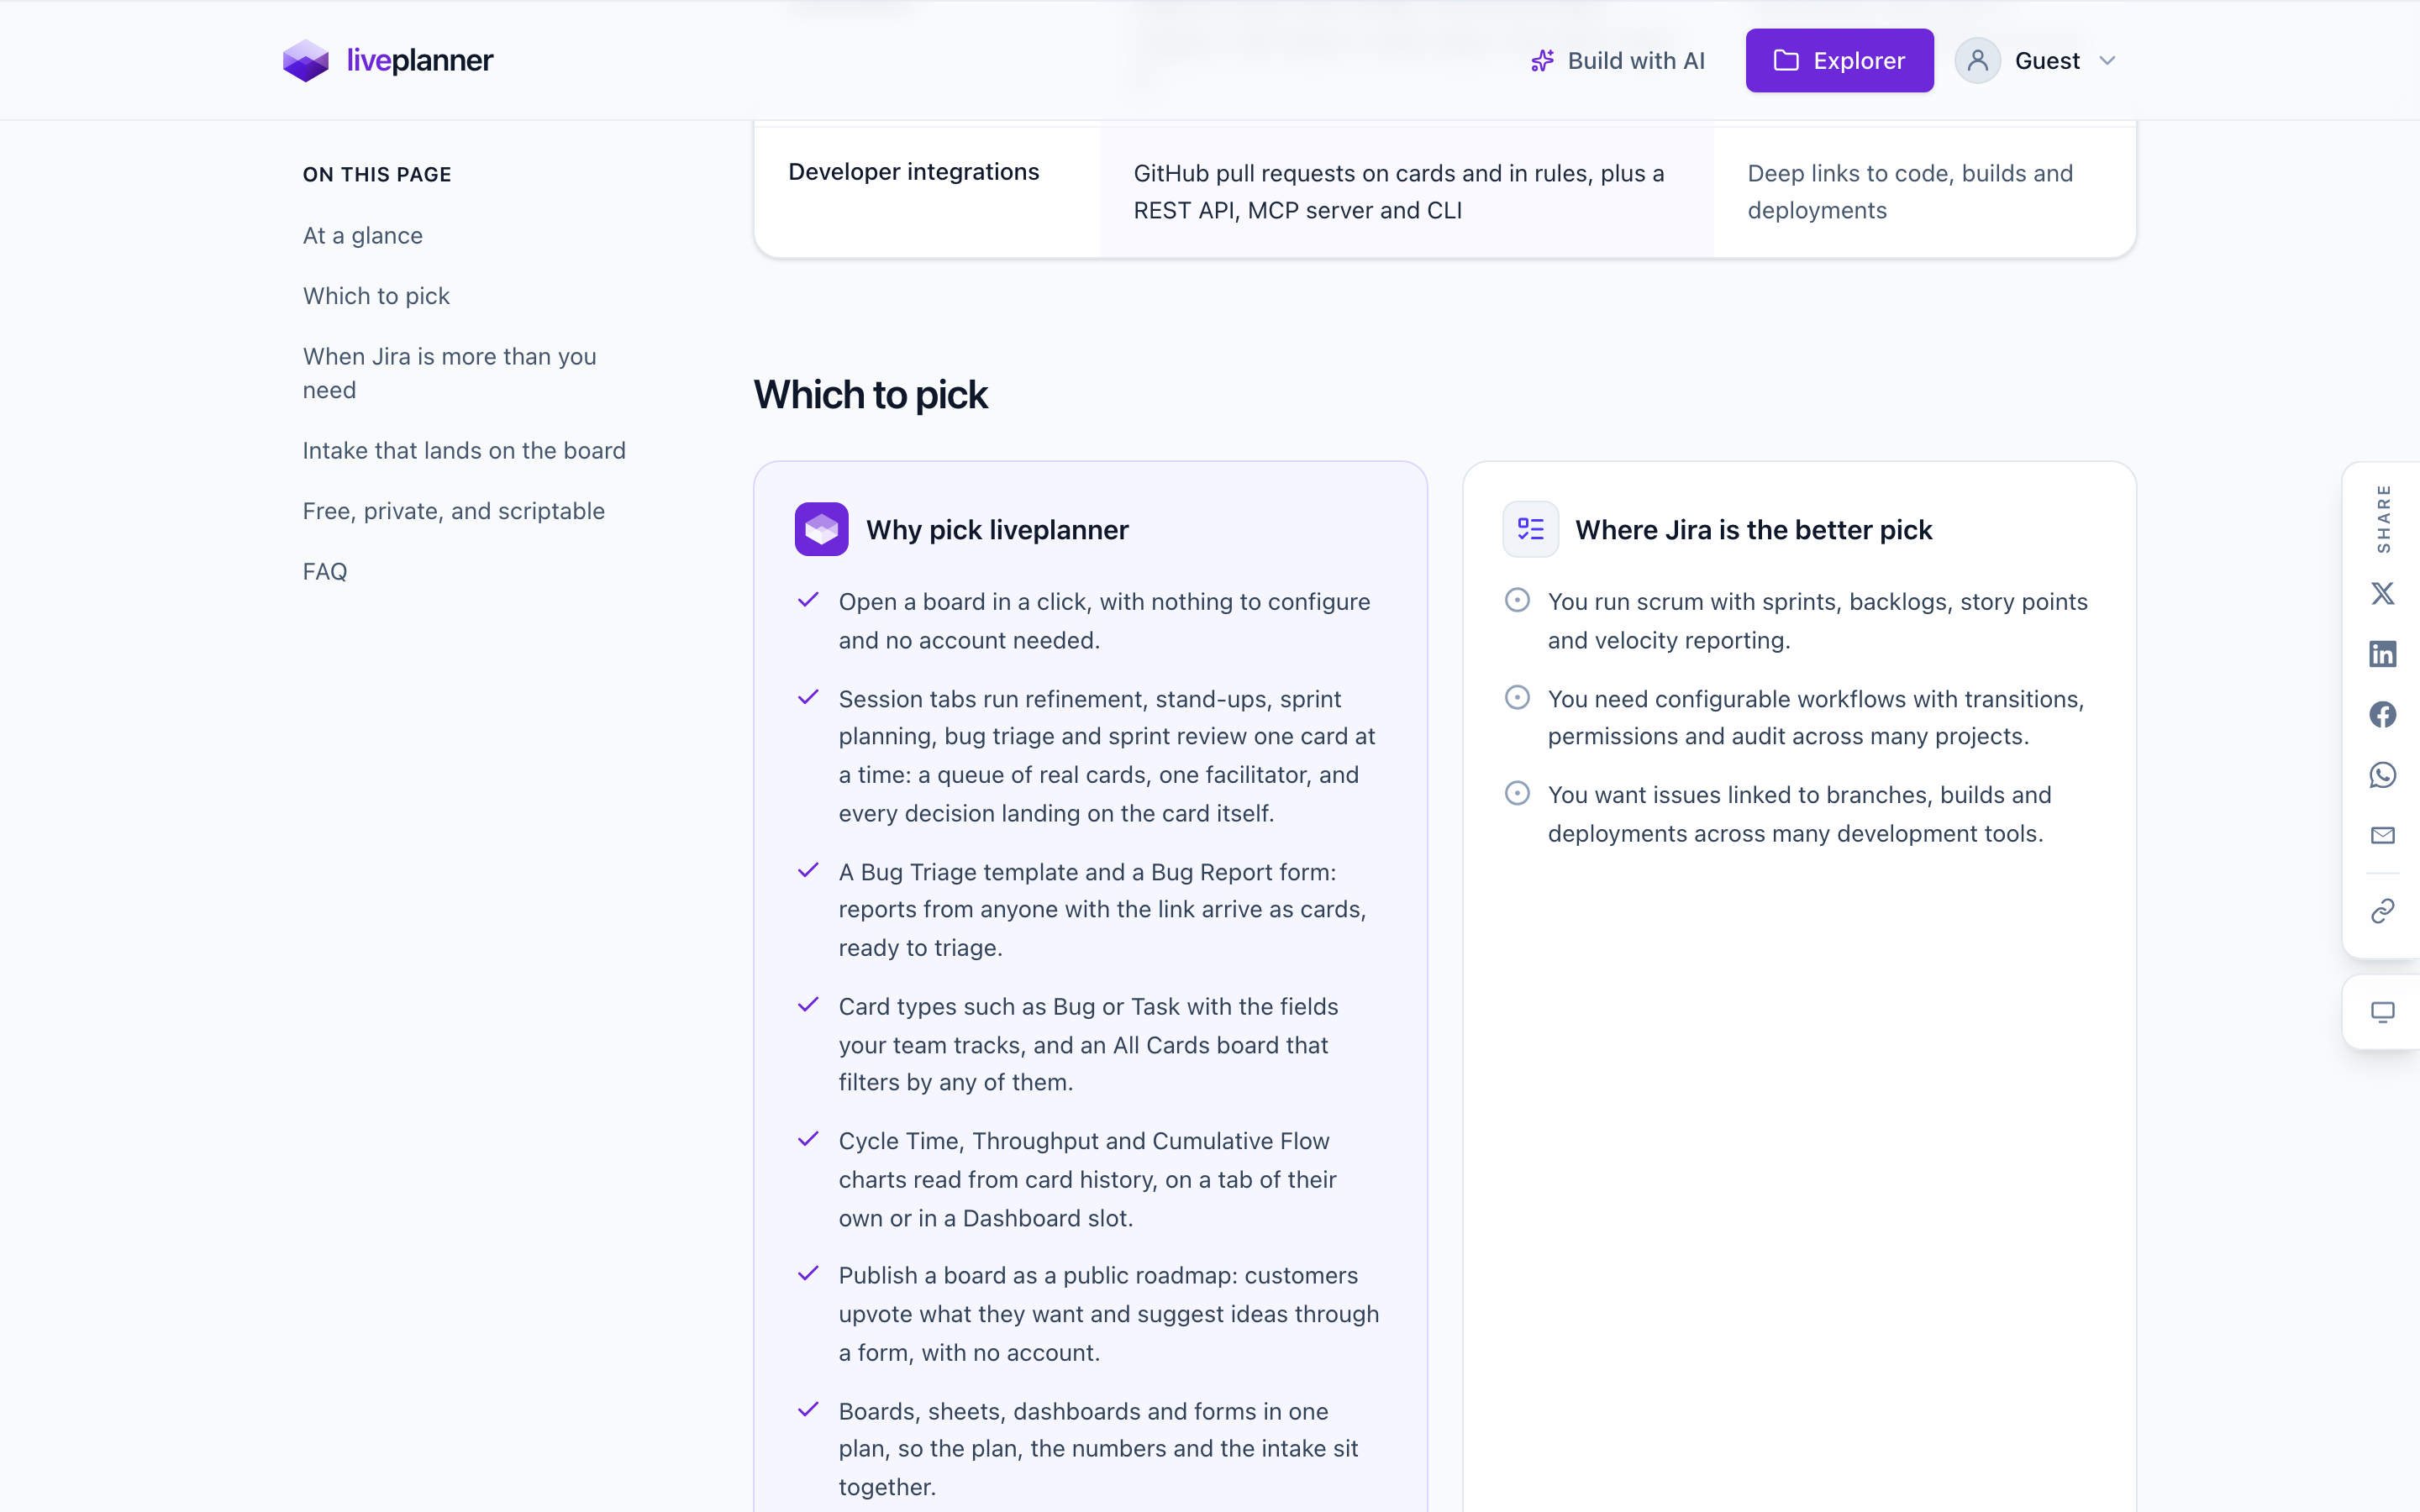 liveplanner
Build with AI
Explorer
Guest
ON THIS PAGE
At a glance
Which to pick
When Jira is more than you
need
Intake that lands on the board
Free, private, and scriptable
FAQ
Developer integrations
GitHub pull requests on cards and in rules, plus a
REST API, MCP server and CLI
Deep links to code, builds and
deployments
Which to pick
Why pick liveplanner
Open a board in a click, with nothing to configure
and no account needed.
Session tabs run refinement, stand-ups, sprint
planning, bug triage and sprint review one card at
a time: a queue of real cards, one facilitator, and
every decision landing on the card itself.
A Bug Triage template and a Bug Report form:
reports from anyone with the link arrive as cards,
ready to triage.
Card types such as Bug or Task with the fields
your team tracks, and an All Cards board that
filters by any of them.
Cycle Time, Throughput and Cumulative Flow
charts read from card history, on a tab of their
own or in a Dashboard slot.
Publish a board as a public roadmap: customers
upvote what they want and suggest ideas through
a form, with no account.
Boards, sheets, dashboards and forms in one
plan, so the plan, the numbers and the intake sit
together.
Where Jira is the better pick
You run scrum with sprints, backlogs, story points
and velocity reporting.
You need configurable workflows with transitions,
permissions and audit across many projects.
You want issues linked to branches, builds and
deployments across many development tools.
SHARE